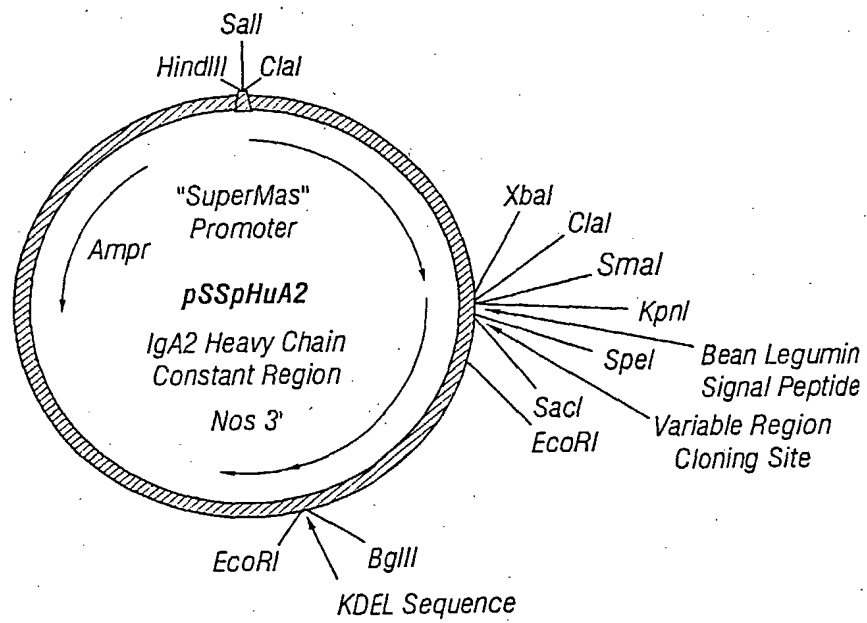 SalI
HindIII ClaI
"SuperMas"
Promoter
Ampr
pSSpHuA2
IgA2 Heavy Chain
Constant Region
Nos 3'
XbaI
ClaI
SmaI
KpnI
Bean Legumin
Signal Peptide
SpeI
Variable Region
Cloning Site
SacI
EcoRI
EcoRI
BglII
KDEL Sequence